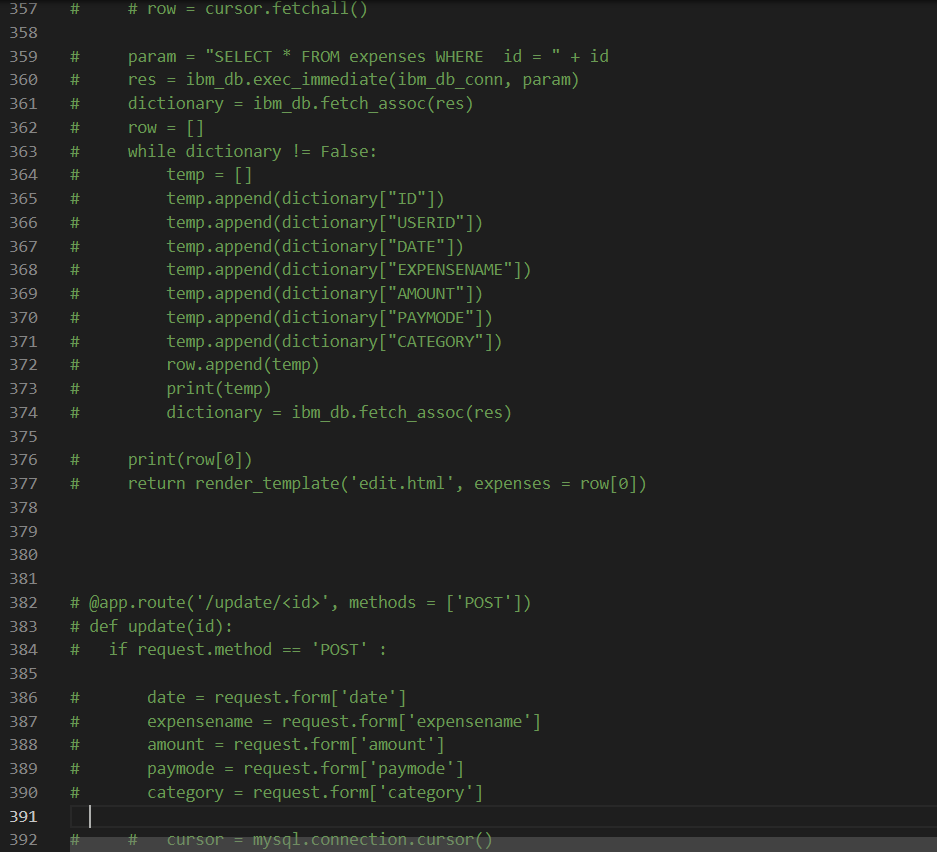 357 #     # row = cursor.fetchall()
358
359 #     param = "SELECT * FROM expenses WHERE  id = " + id
360 #     res = ibm_db.exec_immediate(ibm_db_conn, param)
361 #     dictionary = ibm_db.fetch_assoc(res)
362 #     row = []
363 #     while dictionary != False:
364 #         temp = []
365 #         temp.append(dictionary["ID"])
366 #         temp.append(dictionary["USERID"])
367 #         temp.append(dictionary["DATE"])
368 #         temp.append(dictionary["EXPENSENAME"])
369 #         temp.append(dictionary["AMOUNT"])
370 #         temp.append(dictionary["PAYMODE"])
371 #         temp.append(dictionary["CATEGORY"])
372 #         row.append(temp)
373 #         print(temp)
374 #         dictionary = ibm_db.fetch_assoc(res)
375
376 #     print(row[0])
377 #     return render_template('edit.html', expenses = row[0])
378
379
380
381
382 # @app.route('/update/<id>', methods = ['POST'])
383 # def update(id):
384 #   if request.method == 'POST' :
385
386 #       date = request.form['date']
387 #       expensename = request.form['expensename']
388 #       amount = request.form['amount']
389 #       paymode = request.form['paymode']
390 #       category = request.form['category']
391
392 #     #   cursor = mysql.connection.cursor()